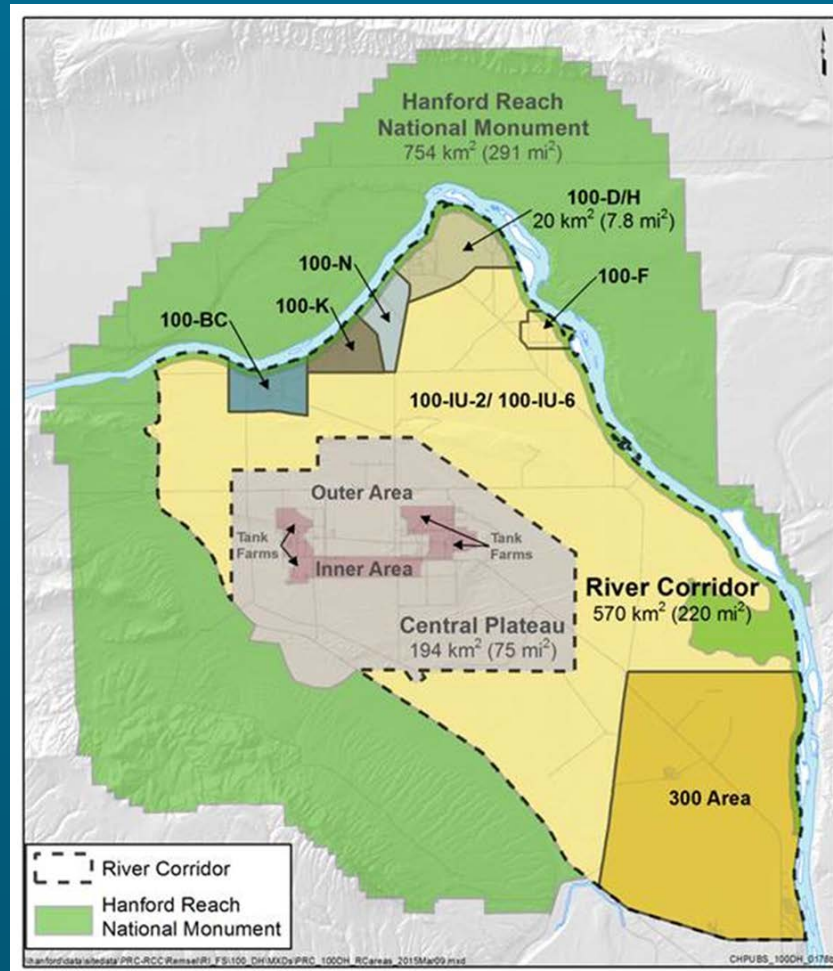 Hanford Reach
National Monument
754 km² (291 mi²)
100-D/H
20 km² (7.8 mi²)
100-N
100-F
100-K
100-BC
100-IU-2/ 100-IU-6
Outer Area
Tank
Farms
Tank
Farms
Inner Area
River Corridor
570 km² (220 mi²)
Central Plateau
194 km² (75 mi²)
300 Area
River Corridor
Hanford Reach
National Monument